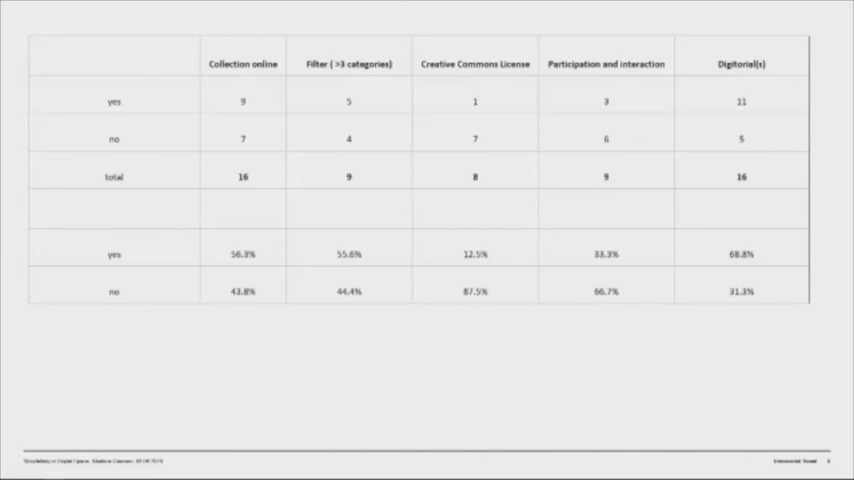 Collection online Filter ( >3 categories) Creative Commons License Participation and interaction Digitorial(s)
yes 9 5 1 3 11
no 7 4 7 6 5
total 16 9 8 9 16
yes 56.3% 55.6% 12.5% 33.3% 68.8%
no 43.8% 44.4% 87.5% 66.7% 31.3%